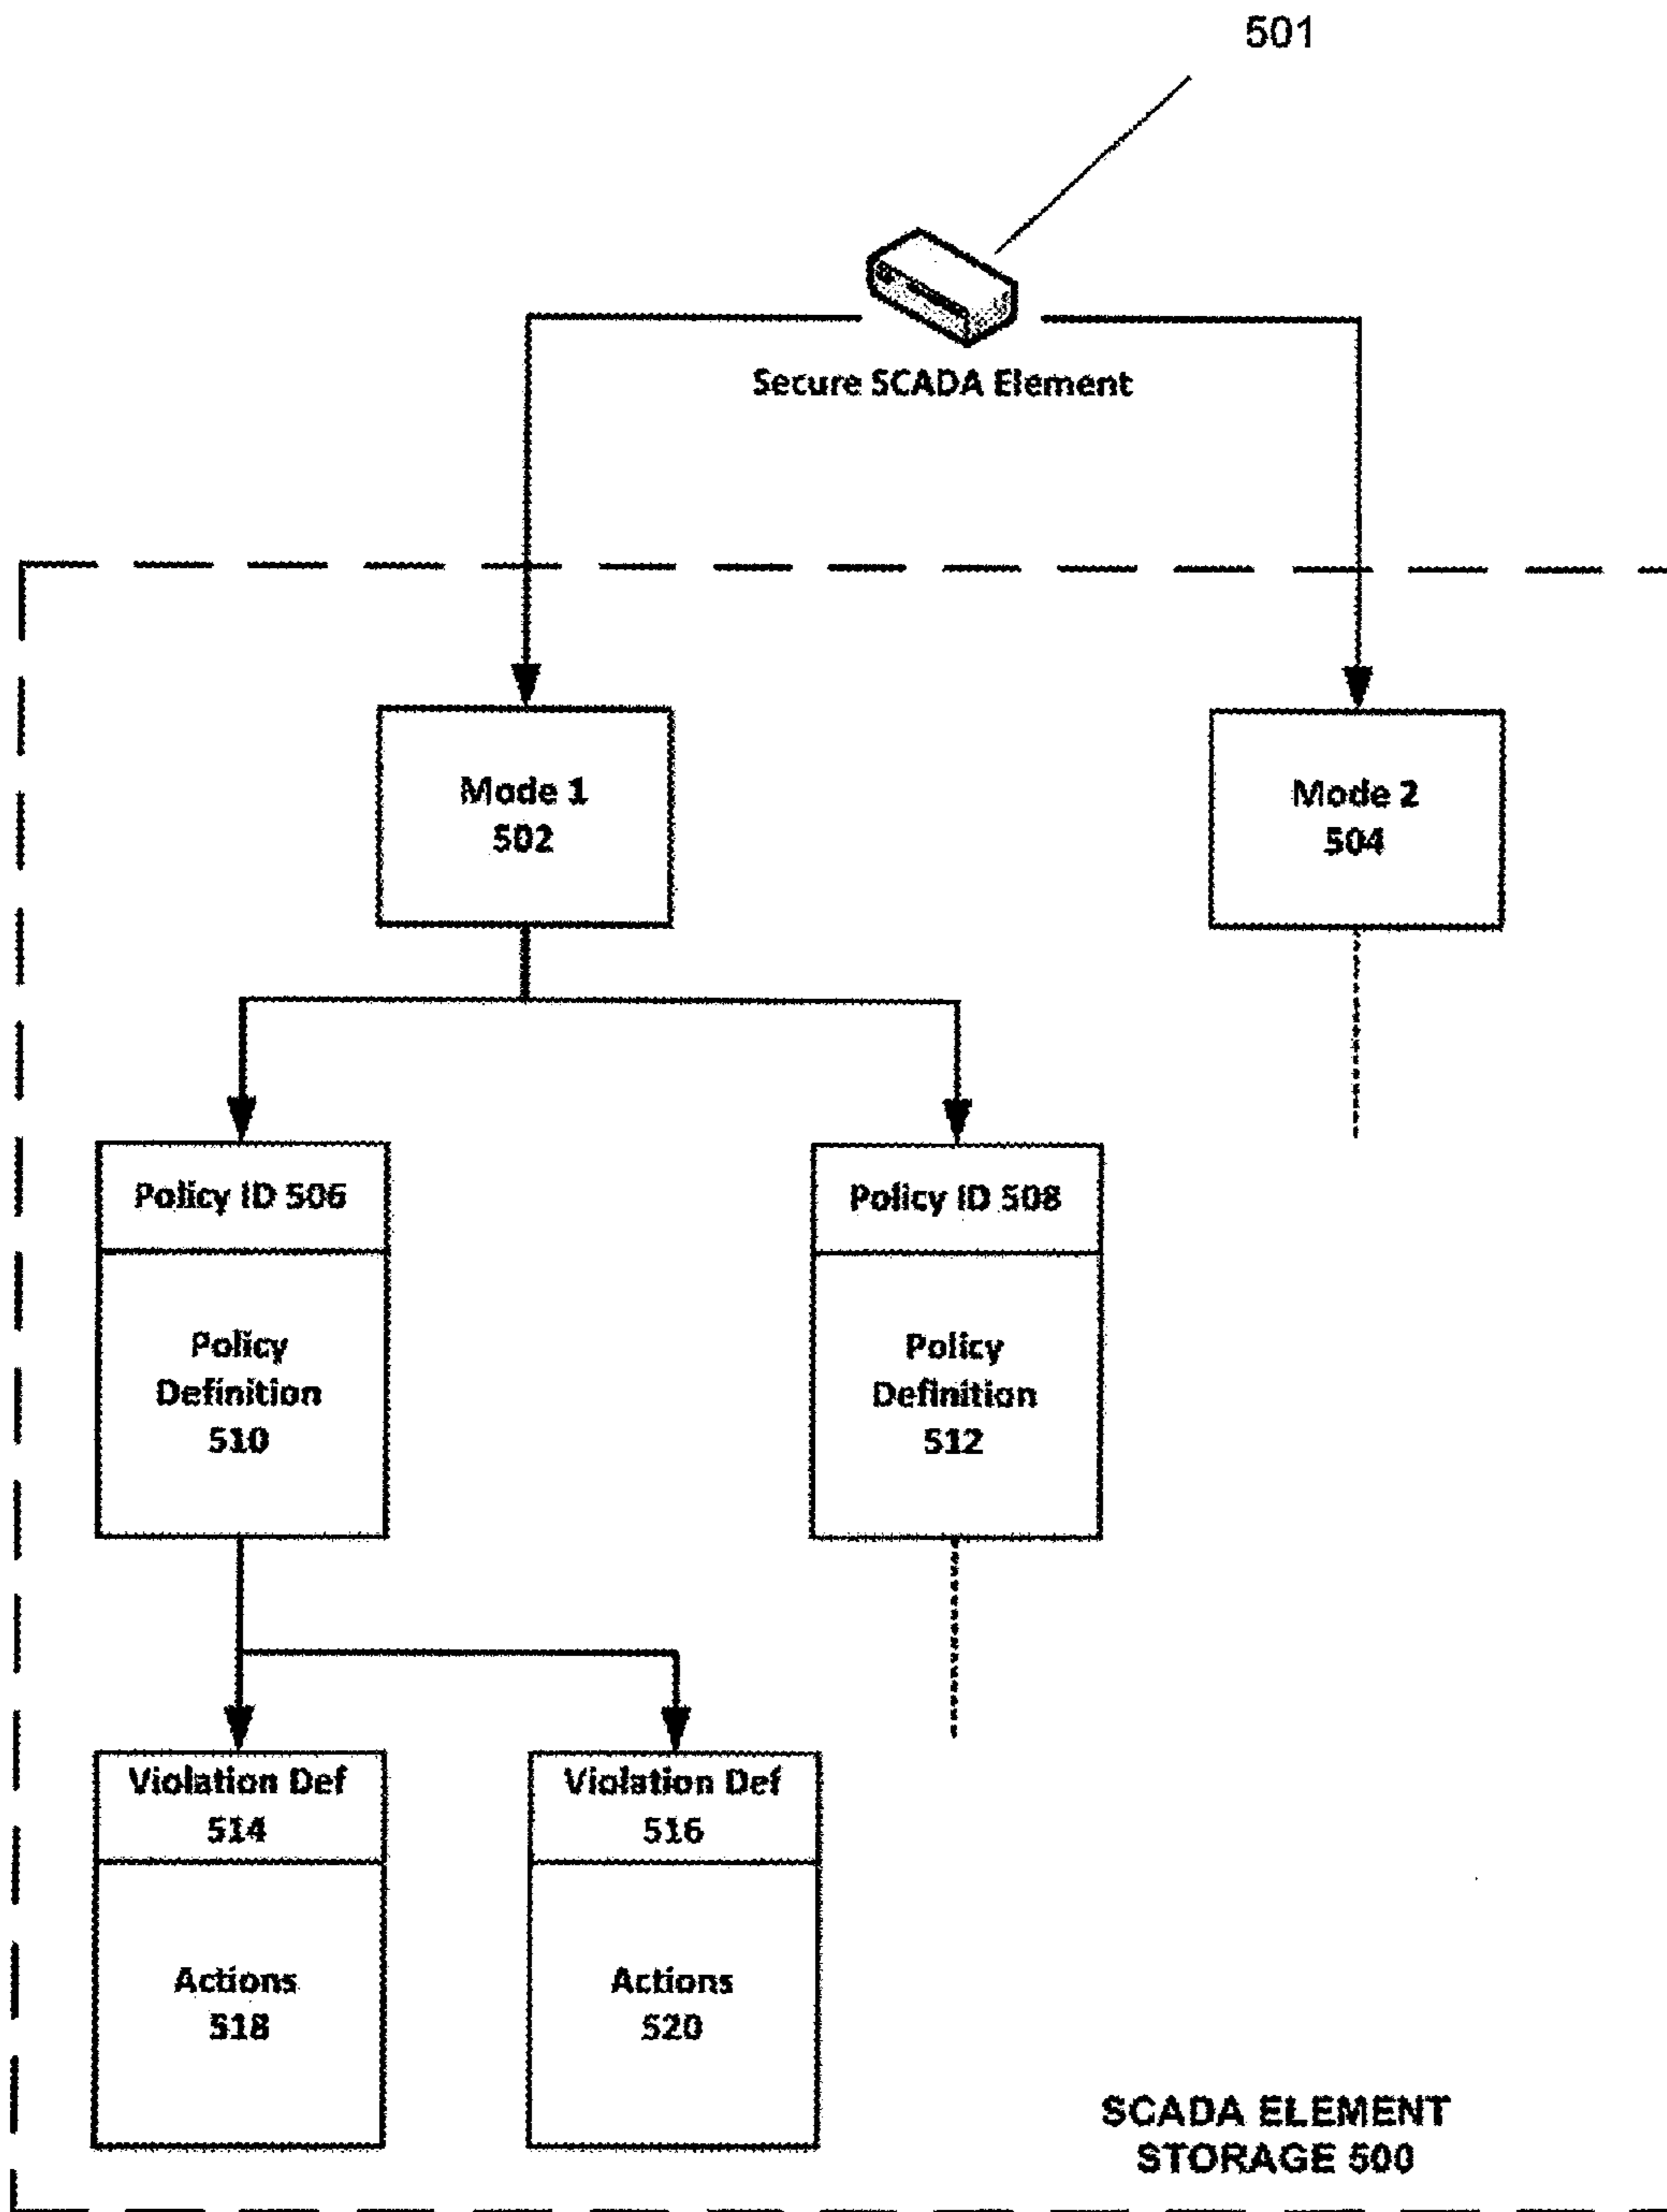 501
Secure SCADA Element
Mode 1
502
Mode 2
504
Policy ID 506
Policy
Definition
510
Policy ID 508
Policy
Definition
512
Violation Def
514
Actions
518
Violation Def
516
Actions
520
SCADA ELEMENT
STORAGE 500